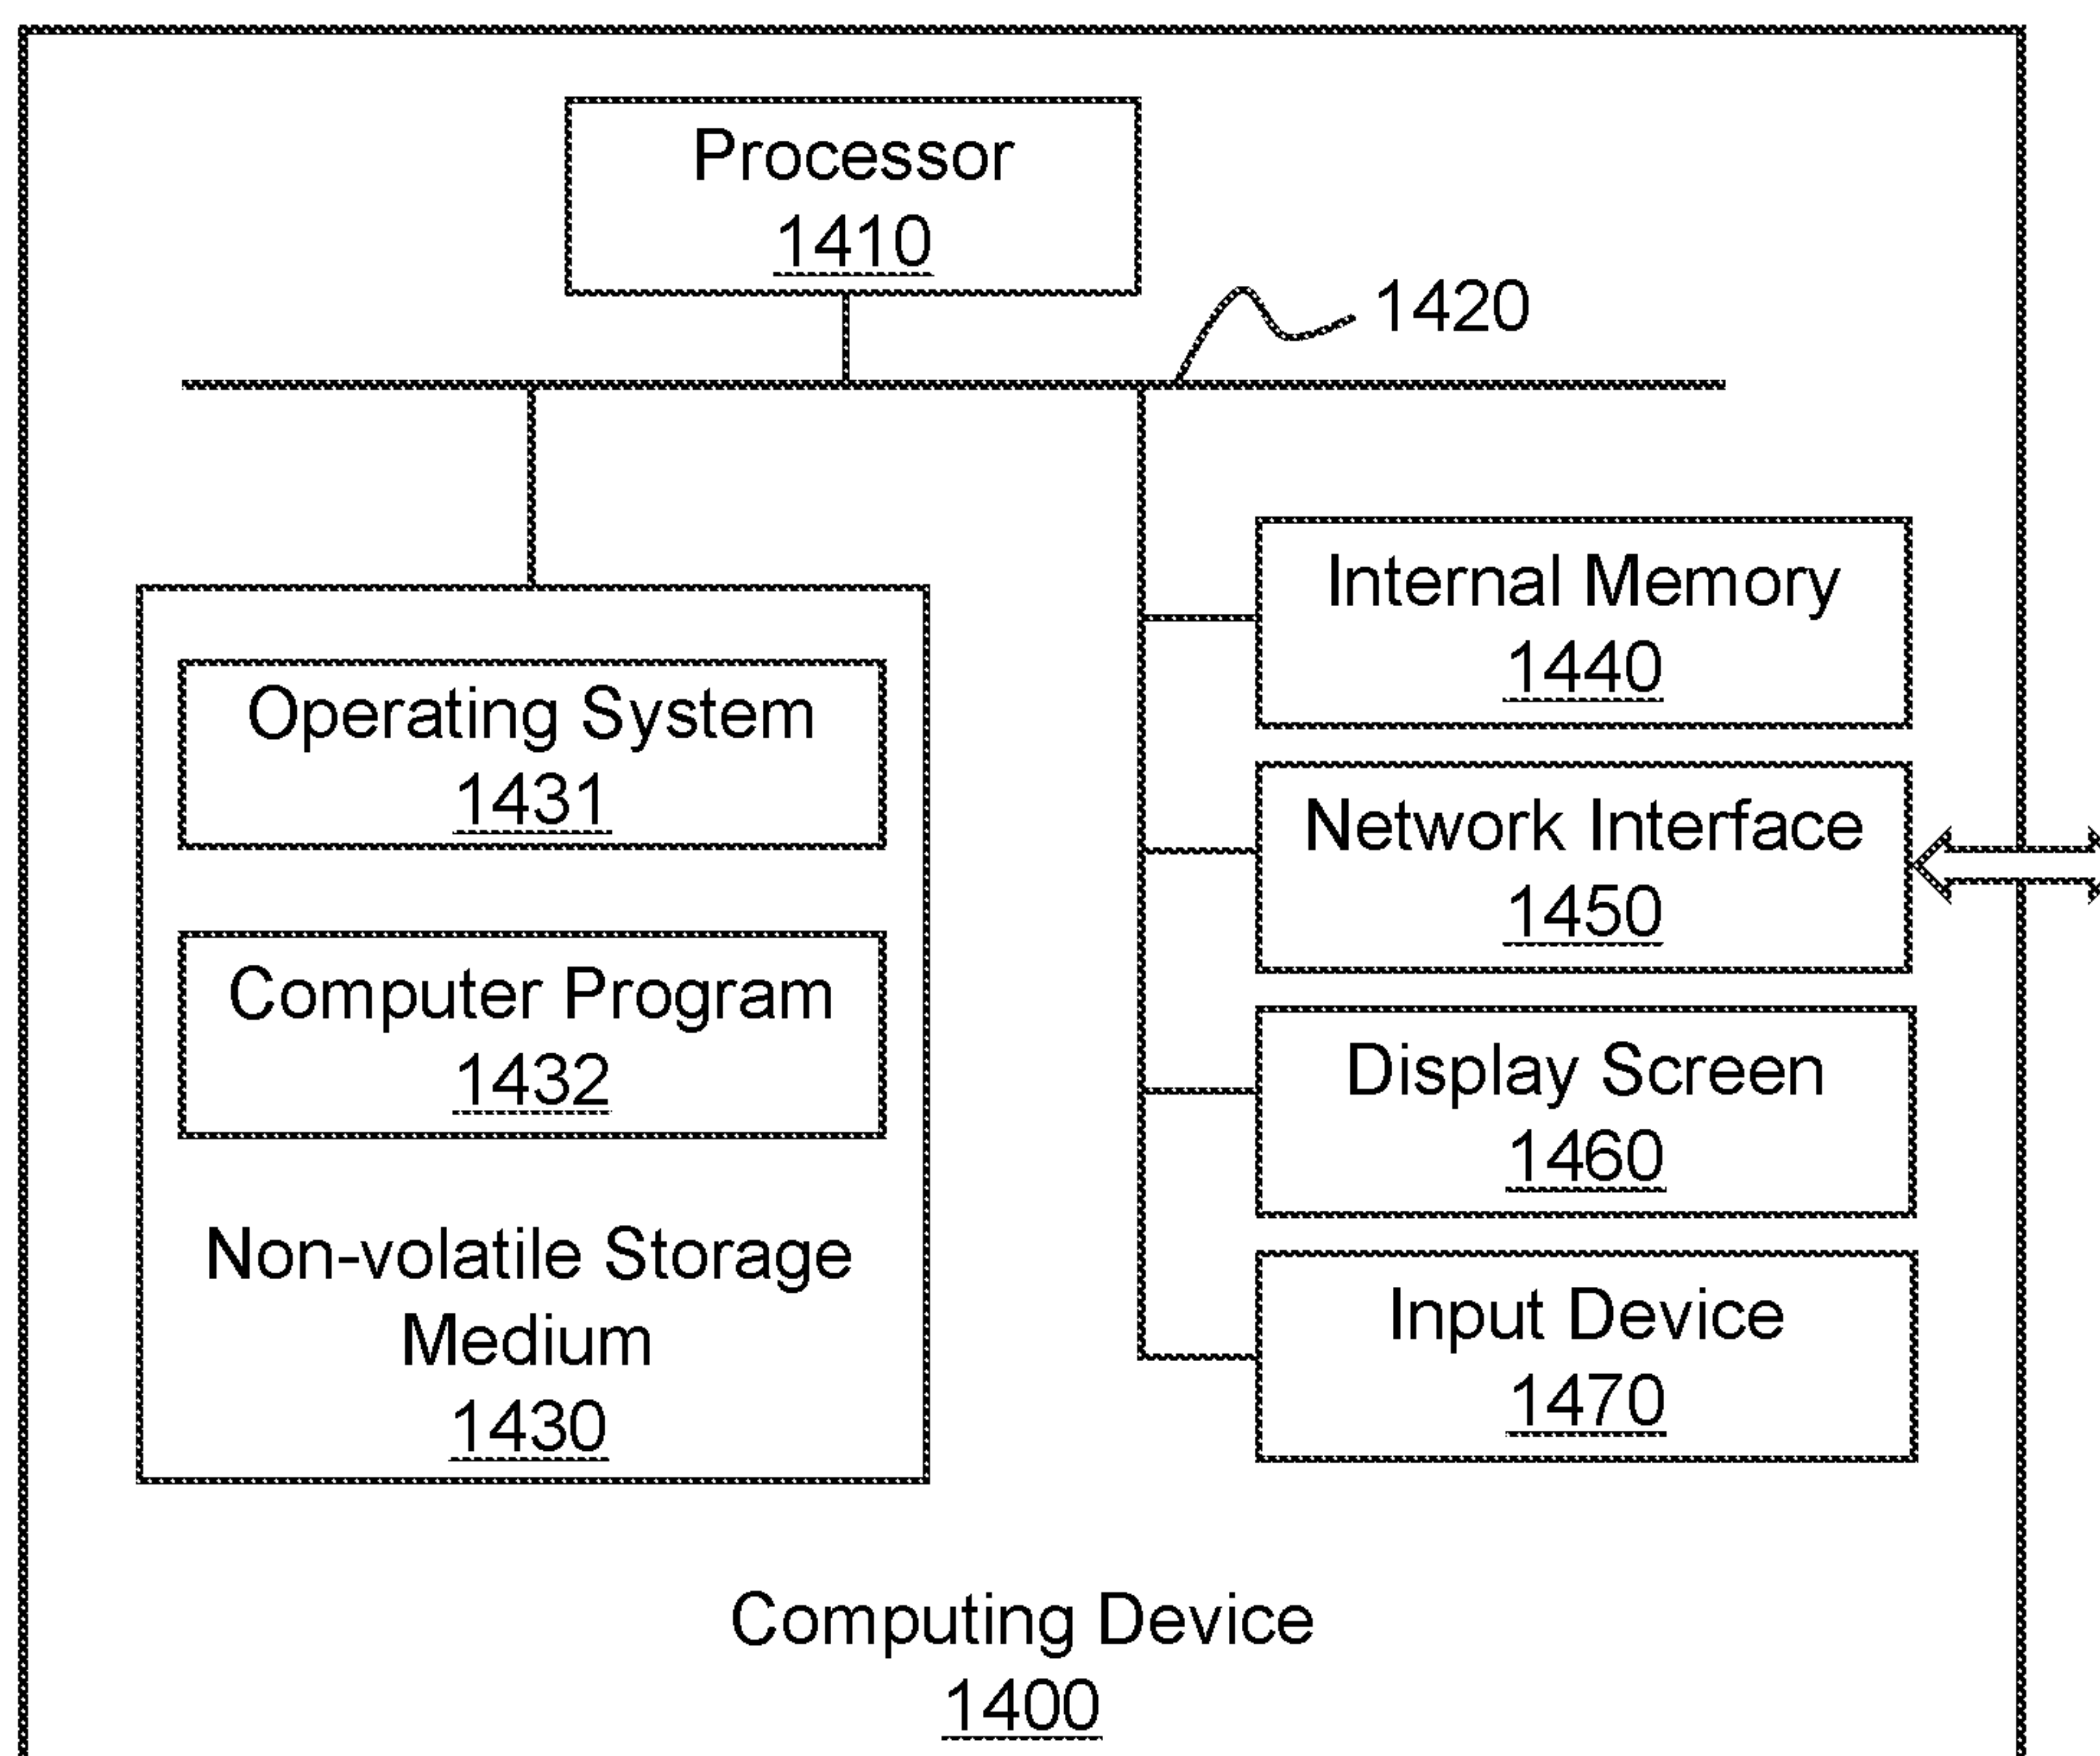 Processor
1410
1420
Operating System
1431
Computer Program
1432
Non-volatile Storage
Medium
1430
Internal Memory
1440
Network Interface
1450
Display Screen
1460
Input Device
1470
Computing Device
1400